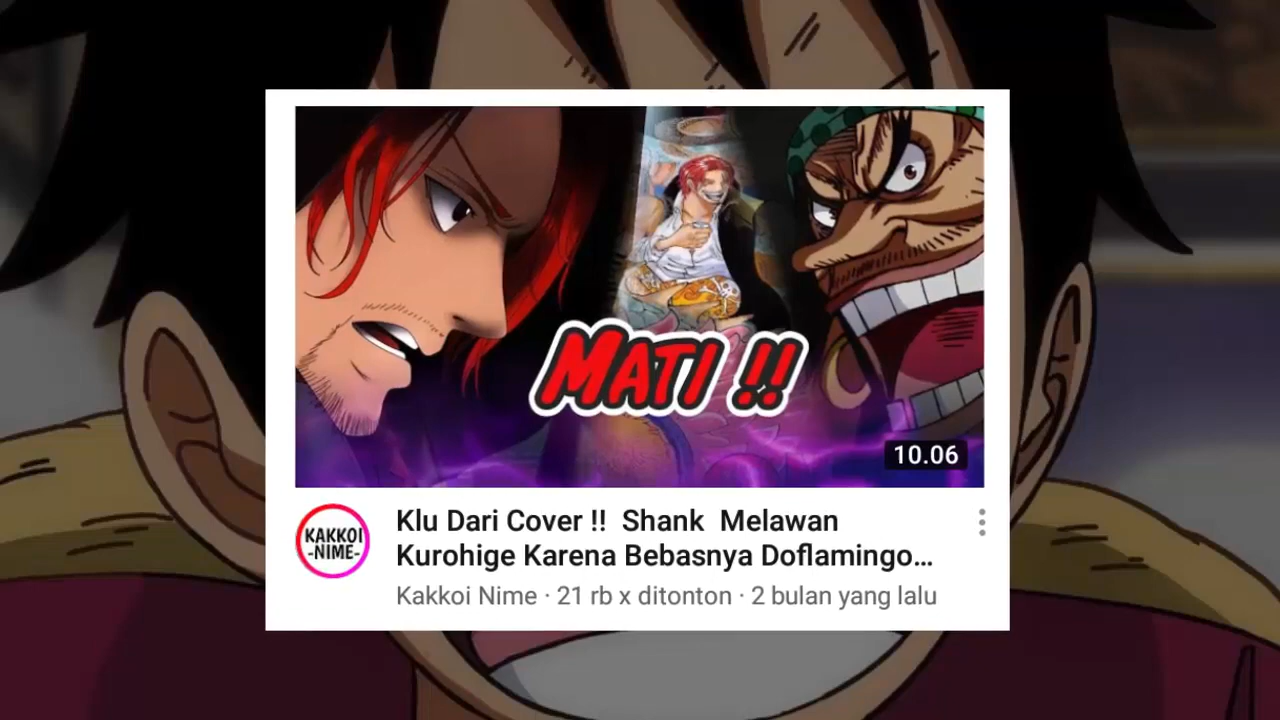 MATI !!
10.06
KAKKOI
-NIME-
Klu Dari Cover !! Shank Melawan
Kurohige Karena Bebasnya Doflamingo...
Kakkoi Nime · 21 rb x ditonton · 2 bulan yang lalu